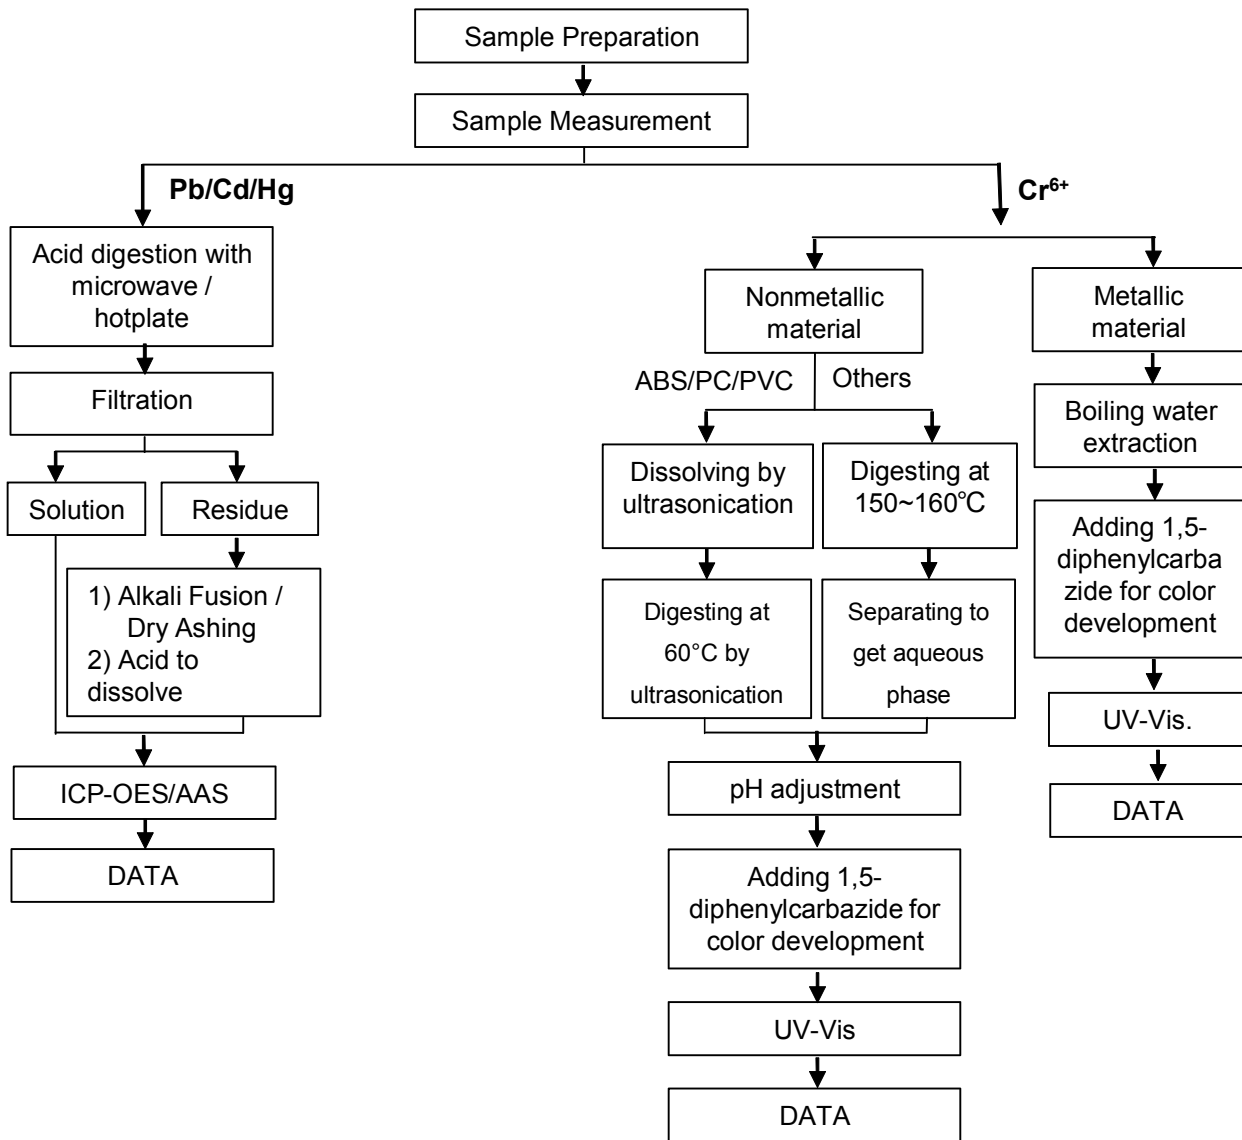 Sample Preparation
Sample Measurement
Pb/Cd/Hg
Cr⁶⁺
Acid digestion with
microwave /
hotplate
Filtration
Solution
Residue
1) Alkali Fusion /
Dry Ashing
2) Acid to
dissolve
ICP-OES/AAS
DATA
Nonmetallic
material
ABS/PC/PVC
Others
Dissolving by
ultrasonication
Digesting at
150~160℃
Digesting at
60°C by
ultrasonication
Separating to
get aqueous
phase
pH adjustment
Adding 1,5-
diphenylcarbazide for
color development
UV-Vis
DATA
Metallic
material
Boiling water
extraction
Adding 1,5-
diphenylcarba
zide for color
development
UV-Vis.
DATA